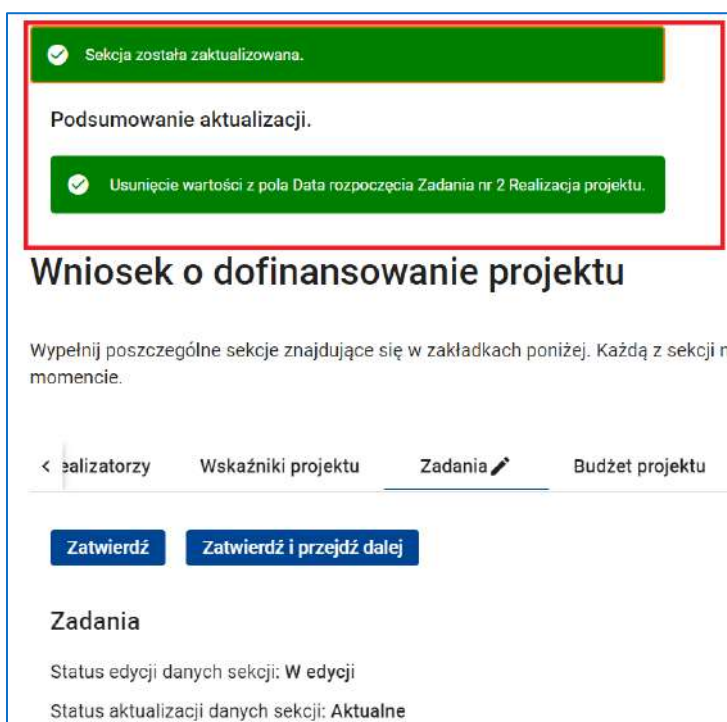 Sekcja została zaktualizowana.
Podsumowanie aktualizacji.
Usunięcie wartości z pola Data rozpoczęcia Zadania nr 2 Realizacja projektu.
Wniosek o dofinansowanie projektu
Wypełnij poszczególne sekcje znajdujące się w zakładkach poniżej. Każdą z sekcji
momencie.
ealizatorzy Wskaźniki projektu Zadania Budżet projektu
Zatwierdź Zatwierdź i przejdź dalej
Zadania
Status edycji danych sekcji: W edycji
Status aktualizacji danych sekcji: Aktualne